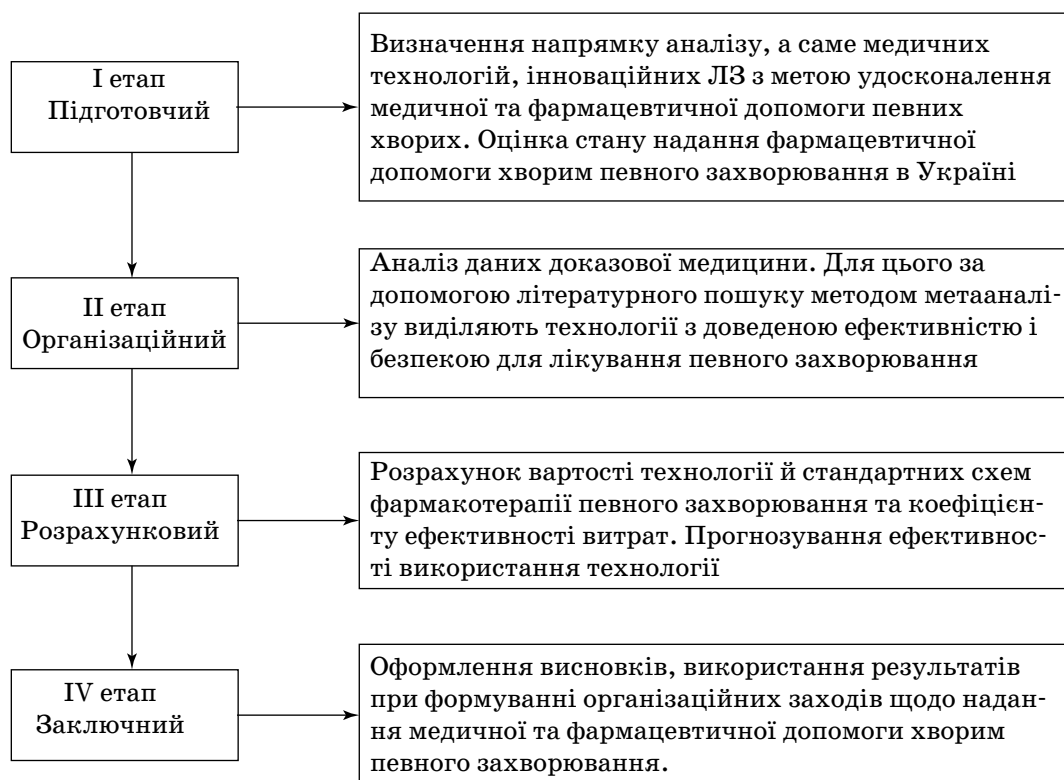 І етап
Підготовчий
Визначення напрямку аналізу, а саме медичних
технологій, інноваційних ЛЗ з метою удосконалення
медичної та фармацевтичної допомоги певних
хворих. Оцінка стану надання фармацевтичної
допомоги хворим певного захворювання в Україні
ІІ етап
Організаційний
Аналіз даних доказової медицини. Для цього за
допомогою літературного пошуку методом метааналі-
зу виділяють технології з доведеною ефективністю і
безпекою для лікування певного захворювання
ІІІ етап
Розрахунковий
Розрахунок вартості технології й стандартних схем
фармакотерапії певного захворювання та коефіцієн-
ту ефективності витрат. Прогнозування ефективнос-
ті використання технології
IV етап
Заключний
Оформлення висновків, використання результатів
при формуванні організаційних заходів щодо надан-
ня медичної та фармацевтичної допомоги хворим
певного захворювання.